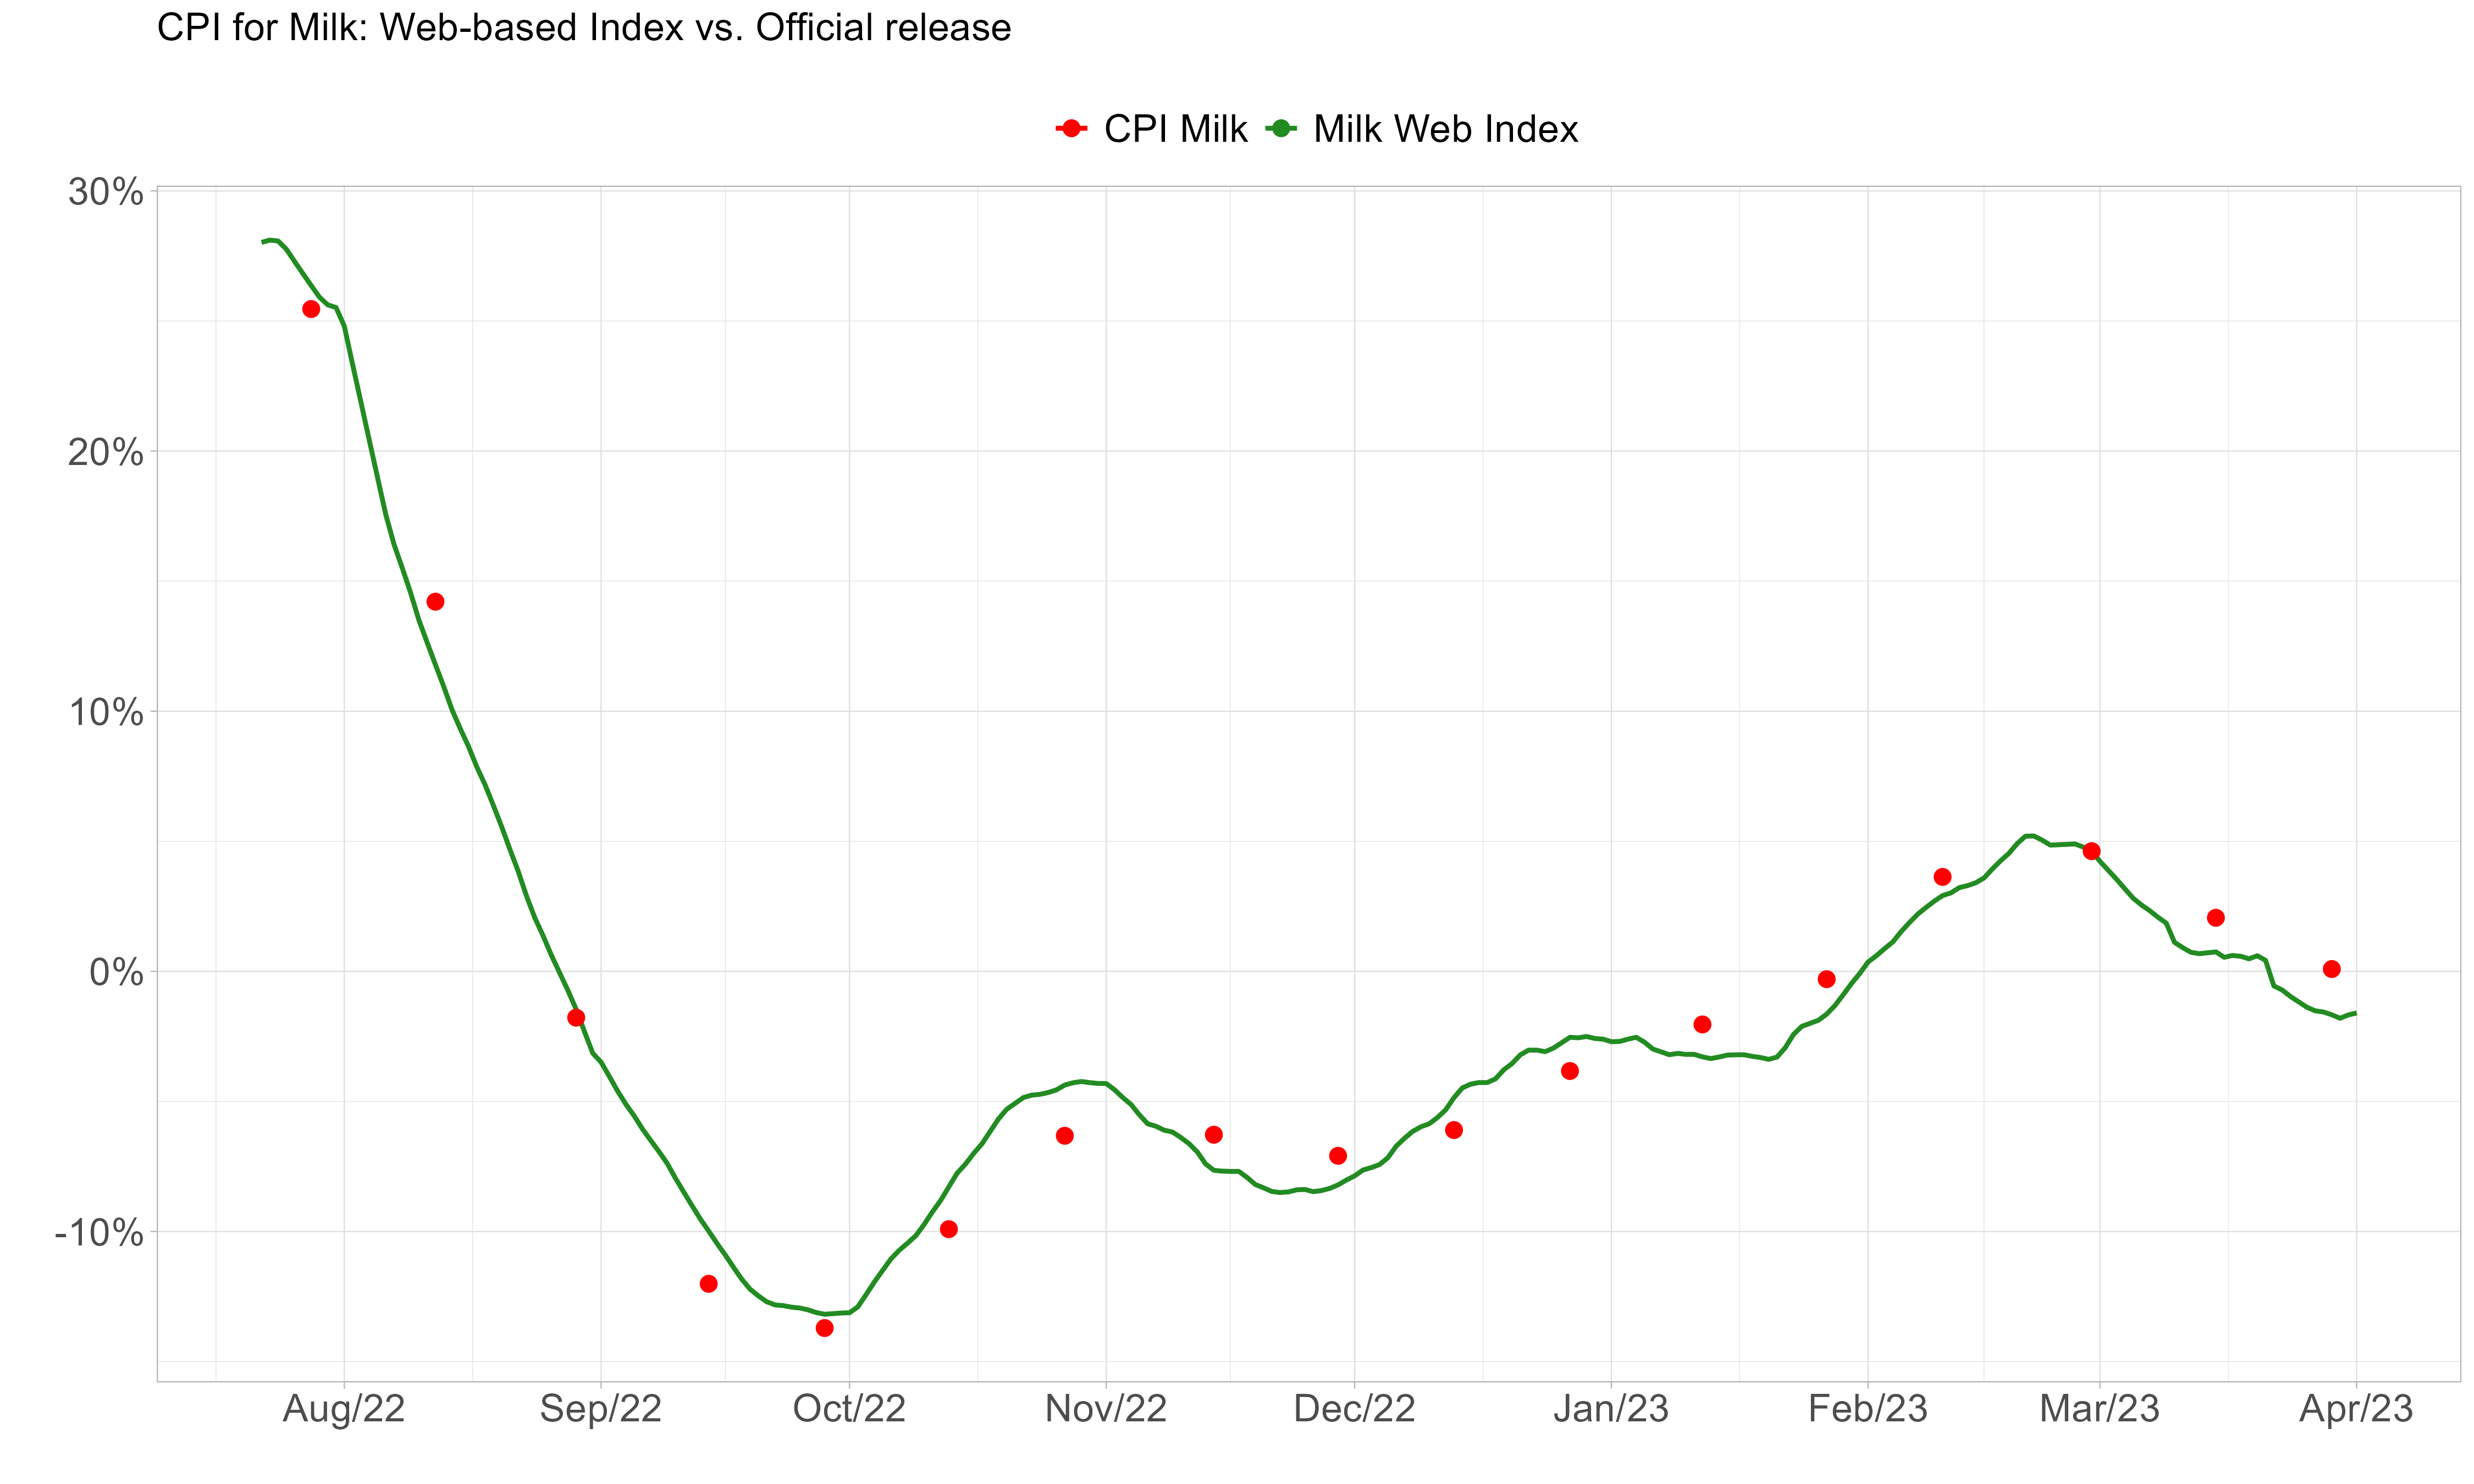 CPI for Milk: Web-based Index vs. Official release
CPI Milk Milk Web Index
30%
20%
10%
0%
-10%
Aug/22 Sep/22 Oct/22 Nov/22 Dec/22 Jan/23 Feb/23 Mar/23 Apr/23